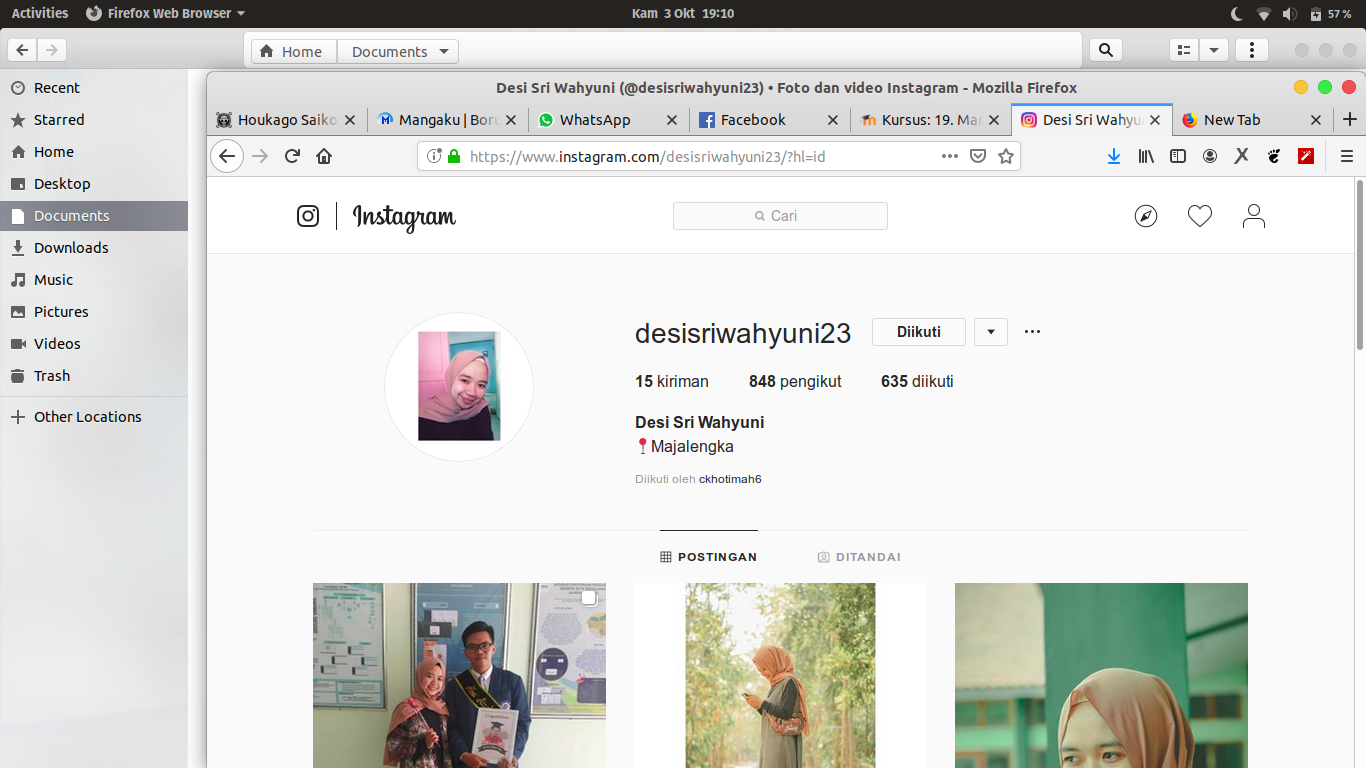 Activities Firefox Web Browser Kam 3 Okt 19:10 57 %
Home Documents
Recent
Starred
Home
Desktop
Documents
Downloads
Music
Pictures
Videos
Trash
Other Locations
Desi Sri Wahyuni (@desisriwahyuni23) • Foto dan video Instagram - Mozilla Firefox
Houkago Saiko Mangaku | Boru WhatsApp Facebook Kursus: 19. Man Desi Sri Wahyu New Tab
https://www.instagram.com/desisriwahyuni23/?hl=id
Instagram Cari
desisriwahyuni23 Diikuti
15 kiriman 848 pengikut 635 diikuti
Desi Sri Wahyuni
📍Majalengka
Diikuti oleh ckhotimah6
POSTINGAN DITANDAI